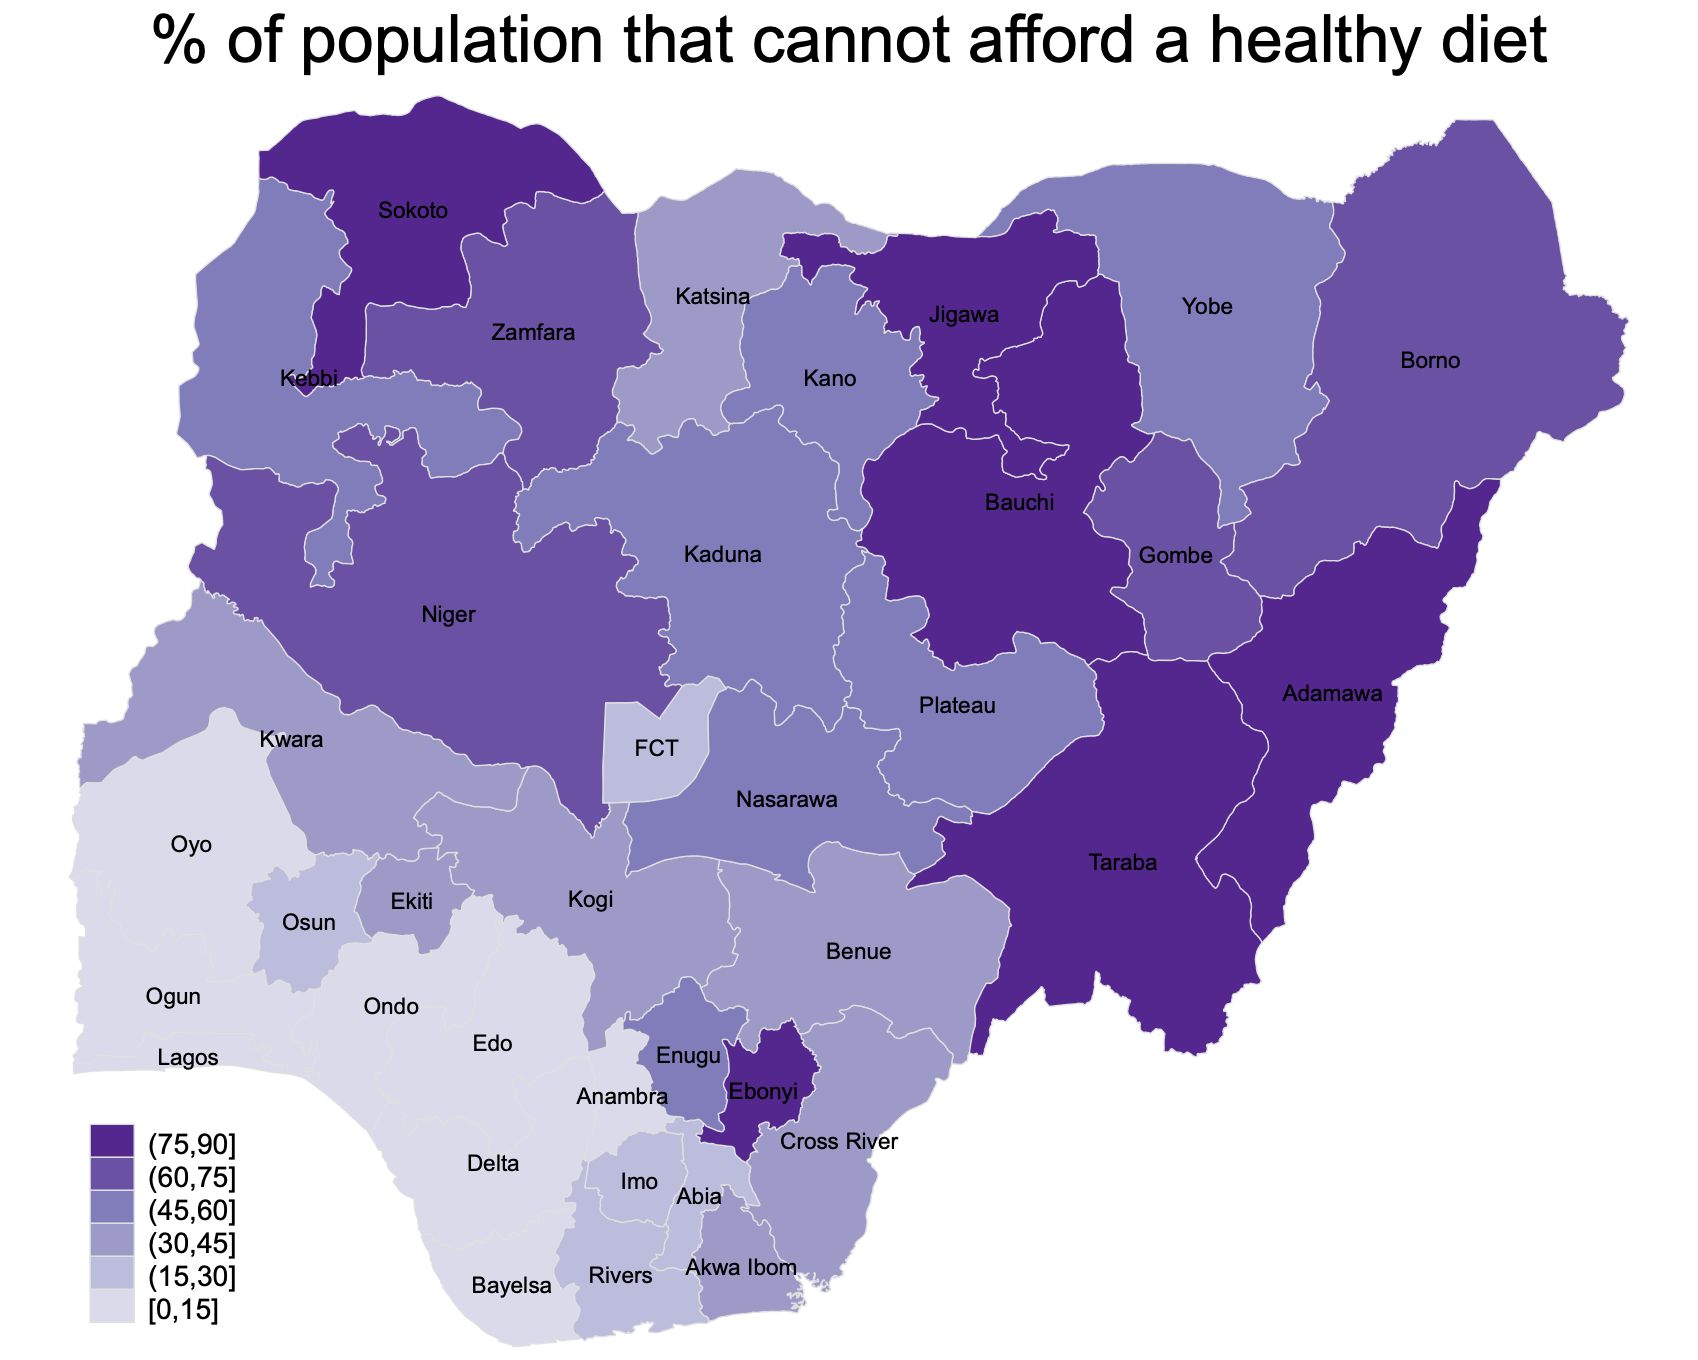 % of population that cannot afford a healthy diet
Sokoto
Katsina
Yobe
Jigawa
Zamfara
Borno
Kebbi
Kano
Bauchi
Kaduna
Gombe
Niger
Adamawa
Plateau
Kwara
FCT
Nasarawa
Oyo
Taraba
Kogi
Ekiti
Osun
Benue
Ogun
Ondo
Edo
Lagos
Enugu
Ebonyi
Anambra
Cross River
Delta
Imo
Abia
Akwa Ibom
Rivers
Bayelsa
(75,90]
(60,75]
(45,60]
(30,45]
(15,30]
[0,15]